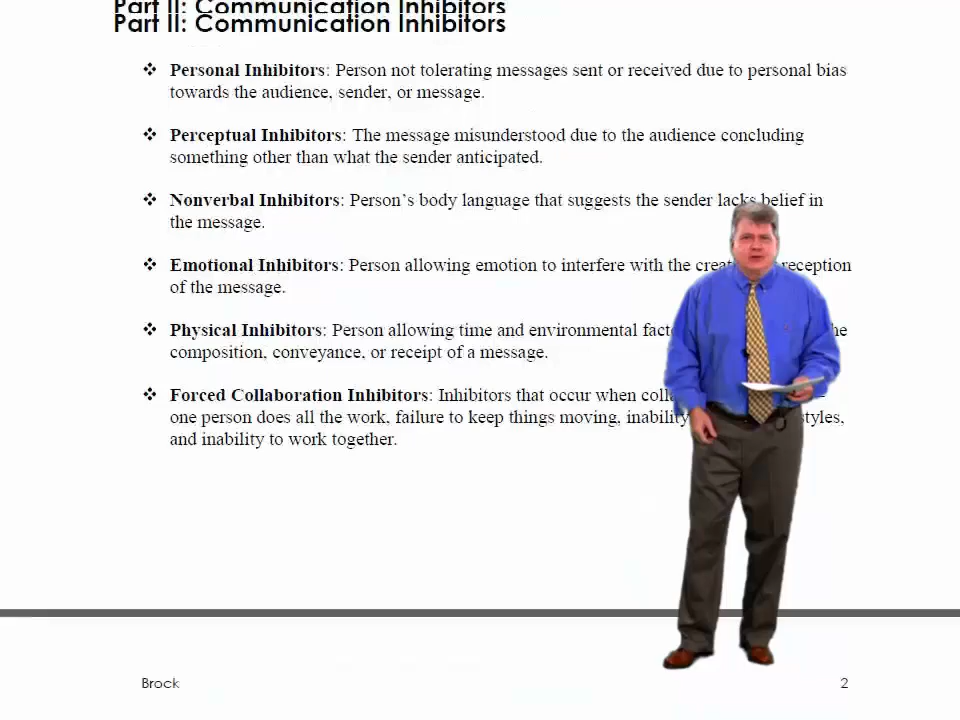 Part II: Communication Inhibitors
Part II: Communication Inhibitors
❖ Personal Inhibitors: Person not tolerating messages sent or received due to personal bias
towards the audience, sender, or message.
❖ Perceptual Inhibitors: The message misunderstood due to the audience concluding
something other than what the sender anticipated.
❖ Nonverbal Inhibitors: Person's body language that suggests the sender lacks belief in
the message.
❖ Emotional Inhibitors: Person allowing emotion to interfere with the reception
of the message.
❖ Physical Inhibitors: Person allowing time and environmental
composition, conveyance, or receipt of a message.
❖ Forced Collaboration Inhibitors: Inhibitors that occur when
one person does all the work, failure to keep things moving, inability styles,
and inability to work together.
Brock
2